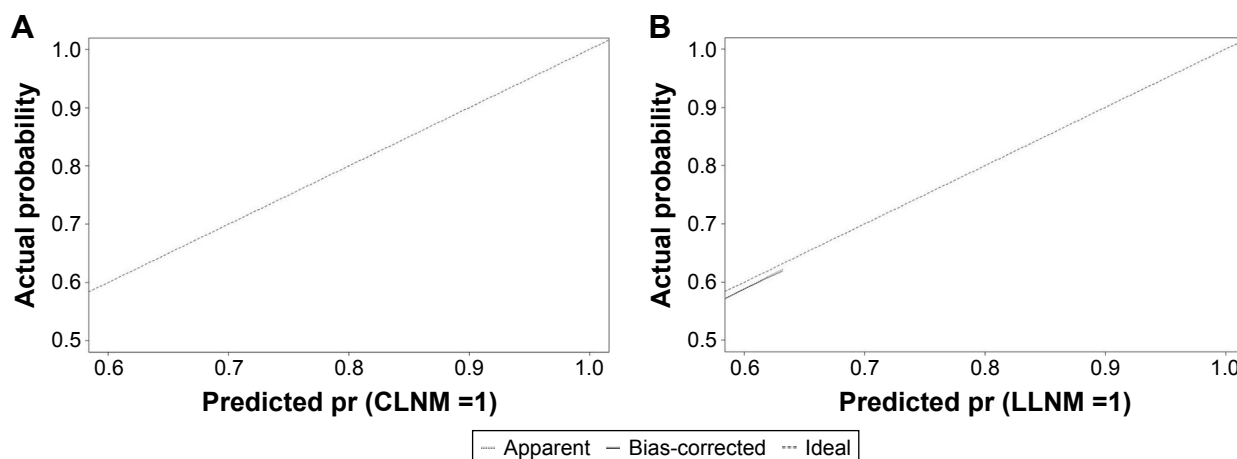 A
B
1.0
0.9
0.8
0.7
0.6
0.5
Actual probability
0.6 0.7 0.8 0.9 1.0
Predicted pr (CLNM =1)
1.0
0.9
0.8
0.7
0.6
0.5
Actual probability
0.6 0.7 0.8 0.9 1.0
Predicted pr (LLNM =1)
Apparent Bias-corrected Ideal